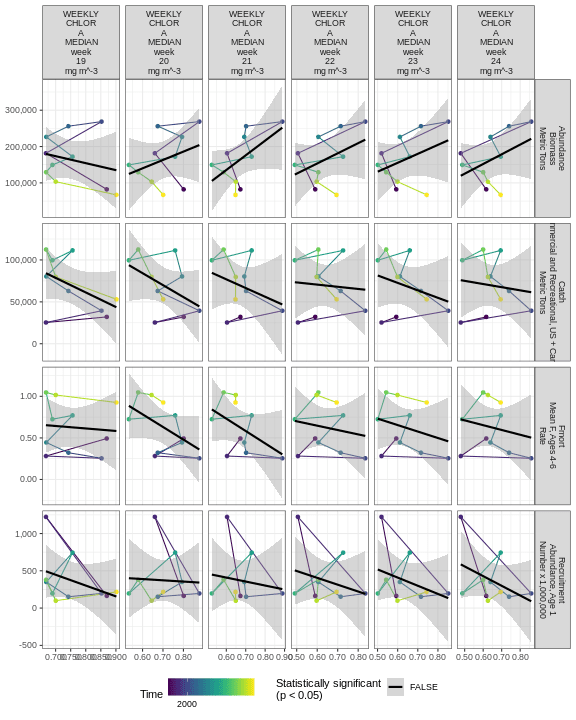 WEEKLY
CHLOR
A
MEDIAN
week
19
mg m^-3
WEEKLY
CHLOR
A
MEDIAN
week
20
mg m^-3
WEEKLY
CHLOR
A
MEDIAN
week
21
mg m^-3
WEEKLY
CHLOR
A
MEDIAN
week
22
mg m^-3
WEEKLY
CHLOR
A
MEDIAN
week
23
mg m^-3
WEEKLY
CHLOR
A
MEDIAN
week
24
mg m^-3
300,000
200,000
100,000
Abundance
Biomass
Metric Tons
100,000
50,000
0
Catch
mmercial and Recreational, US + Ca
Metric Tons
1.00
0.50
0.00
Fmort
Mean F, Ages 4-6
Rate
1,000
500
0
-500
Recruitment
Abundance, Age 1
Number x 1,000,000
0.700 0.750 0.800 0.850 0.900
0.60 0.70 0.80
0.60 0.70 0.80 0.90
0.50 0.60 0.70 0.80
0.50 0.60 0.70 0.80
0.50 0.60 0.70 0.80
Time
2000
Statistically significant
(p < 0.05)
FALSE